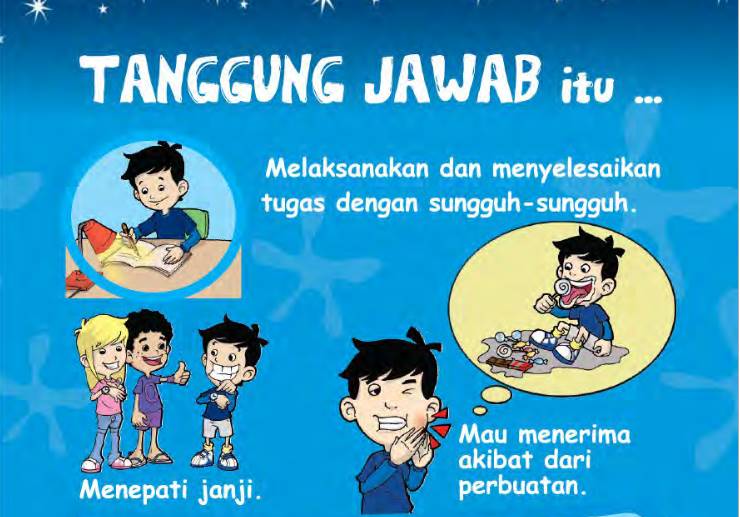 TANGGUNG JAWAB itu ...
Melaksanakan dan menyelesaikan
tugas dengan sungguh-sungguh.
Menepati janji.
Mau menerima
akibat dari
perbuatan.